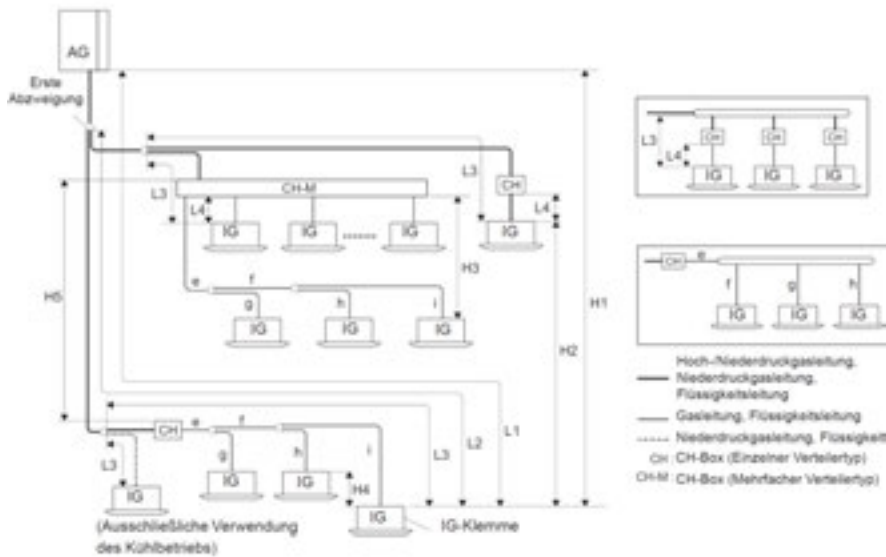 AG
Erste
Abzweigung
L3
CH-M
L4
L3
CH
L4
IG
IG
IG
IG
H3
H5
e
f
g
h
i
IG
IG
IG
H1
H2
L1
L2
L3
CH
e
f
g
h
i
L3
IG
IG
IG
H4
IG
IG-Klemme
(Ausschließliche Verwendung
des Kühlbetriebs)
L3
L4
CH
CH
CH
IG
IG
IG
CH
e
f
g
h
IG
IG
IG
Hoch-/Niederdruckgasleitung,
Niederdruckgasleitung,
Flüssigkeitsleitung
Gasleitung, Flüssigkeitsleitung
Niederdruckgasleitung, Flüssigkeit
CH: CH-Box (Einzelner Verteilertyp)
CH-M: CH-Box (Mehrfacher Verteilertyp)